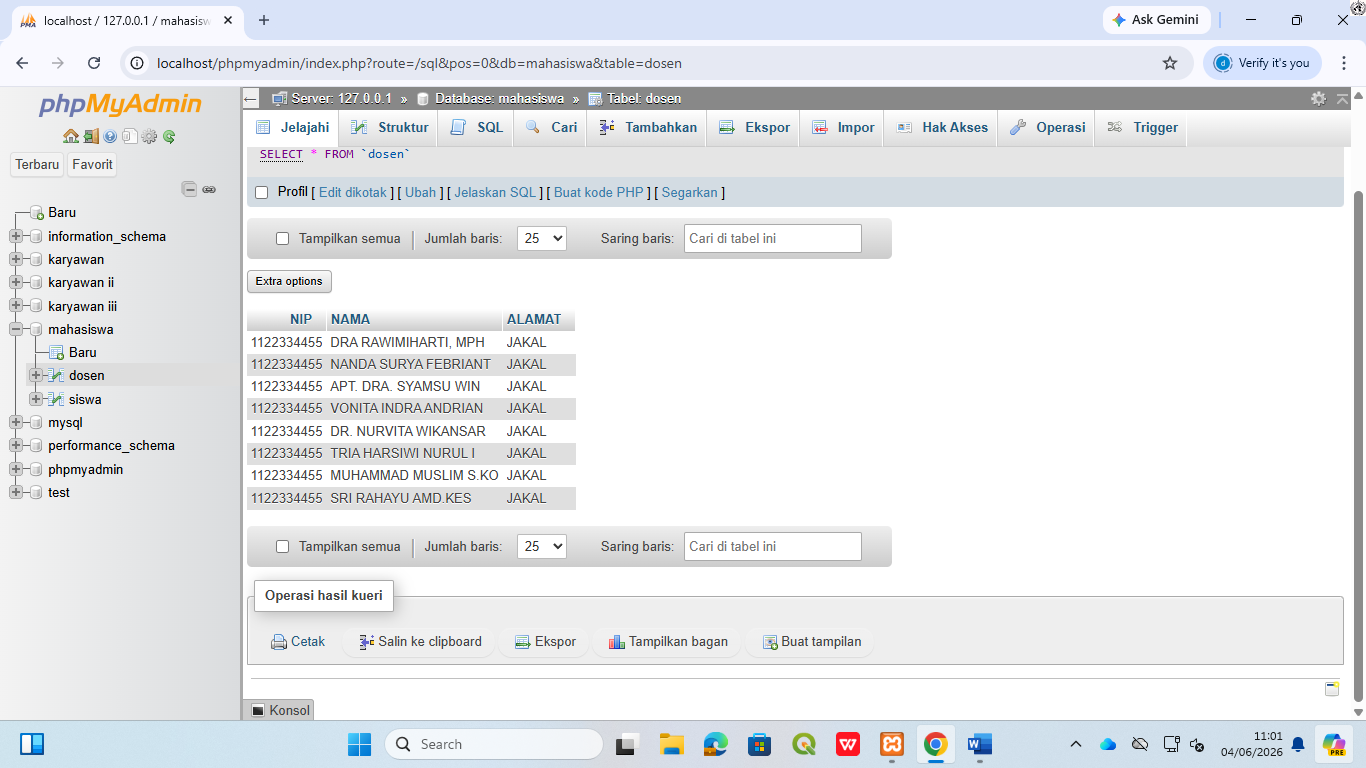 localhost / 127.0.0.1 / mahasisw
Ask Gemini
localhost/phpmyadmin/index.php?route=/sql&pos=0&db=mahasiswa&table=dosen
Verify it's you
phpMyAdmin
Terbaru Favorit
Baru
information_schema
karyawan
karyawan ii
karyawan iii
mahasiswa
Baru
dosen
siswa
mysql
performance_schema
phpmyadmin
test
Server: 127.0.0.1 » Database: mahasiswa » Tabel: dosen
Jelajahi Struktur SQL Cari Tambahkan Ekspor Impor Hak Akses Operasi Trigger
SELECT * FROM `dosen`
Profil [ Edit dikotak ] [ Ubah ] [ Jelaskan SQL ] [ Buat kode PHP ] [ Segarkan ]
Tampilkan semua Jumlah baris: 25 Saring baris: Cari di tabel ini
Extra options
NIP NAMA ALAMAT
1122334455 DRA RAWIMIHARTI, MPH JAKAL
1122334455 NANDA SURYA FEBRIANT JAKAL
1122334455 APT. DRA. SYAMSU WIN JAKAL
1122334455 VONITA INDRA ANDRIAN JAKAL
1122334455 DR. NURVITA WIKANSAR JAKAL
1122334455 TRIA HARSIWI NURUL I JAKAL
1122334455 MUHAMMAD MUSLIM S.KO JAKAL
1122334455 SRI RAHAYU AMD.KES JAKAL
Tampilkan semua Jumlah baris: 25 Saring baris: Cari di tabel ini
Operasi hasil kueri
Cetak Salin ke clipboard Ekspor Tampilkan bagan Buat tampilan
Konsol
Search
11:01
04/06/2026
PRE